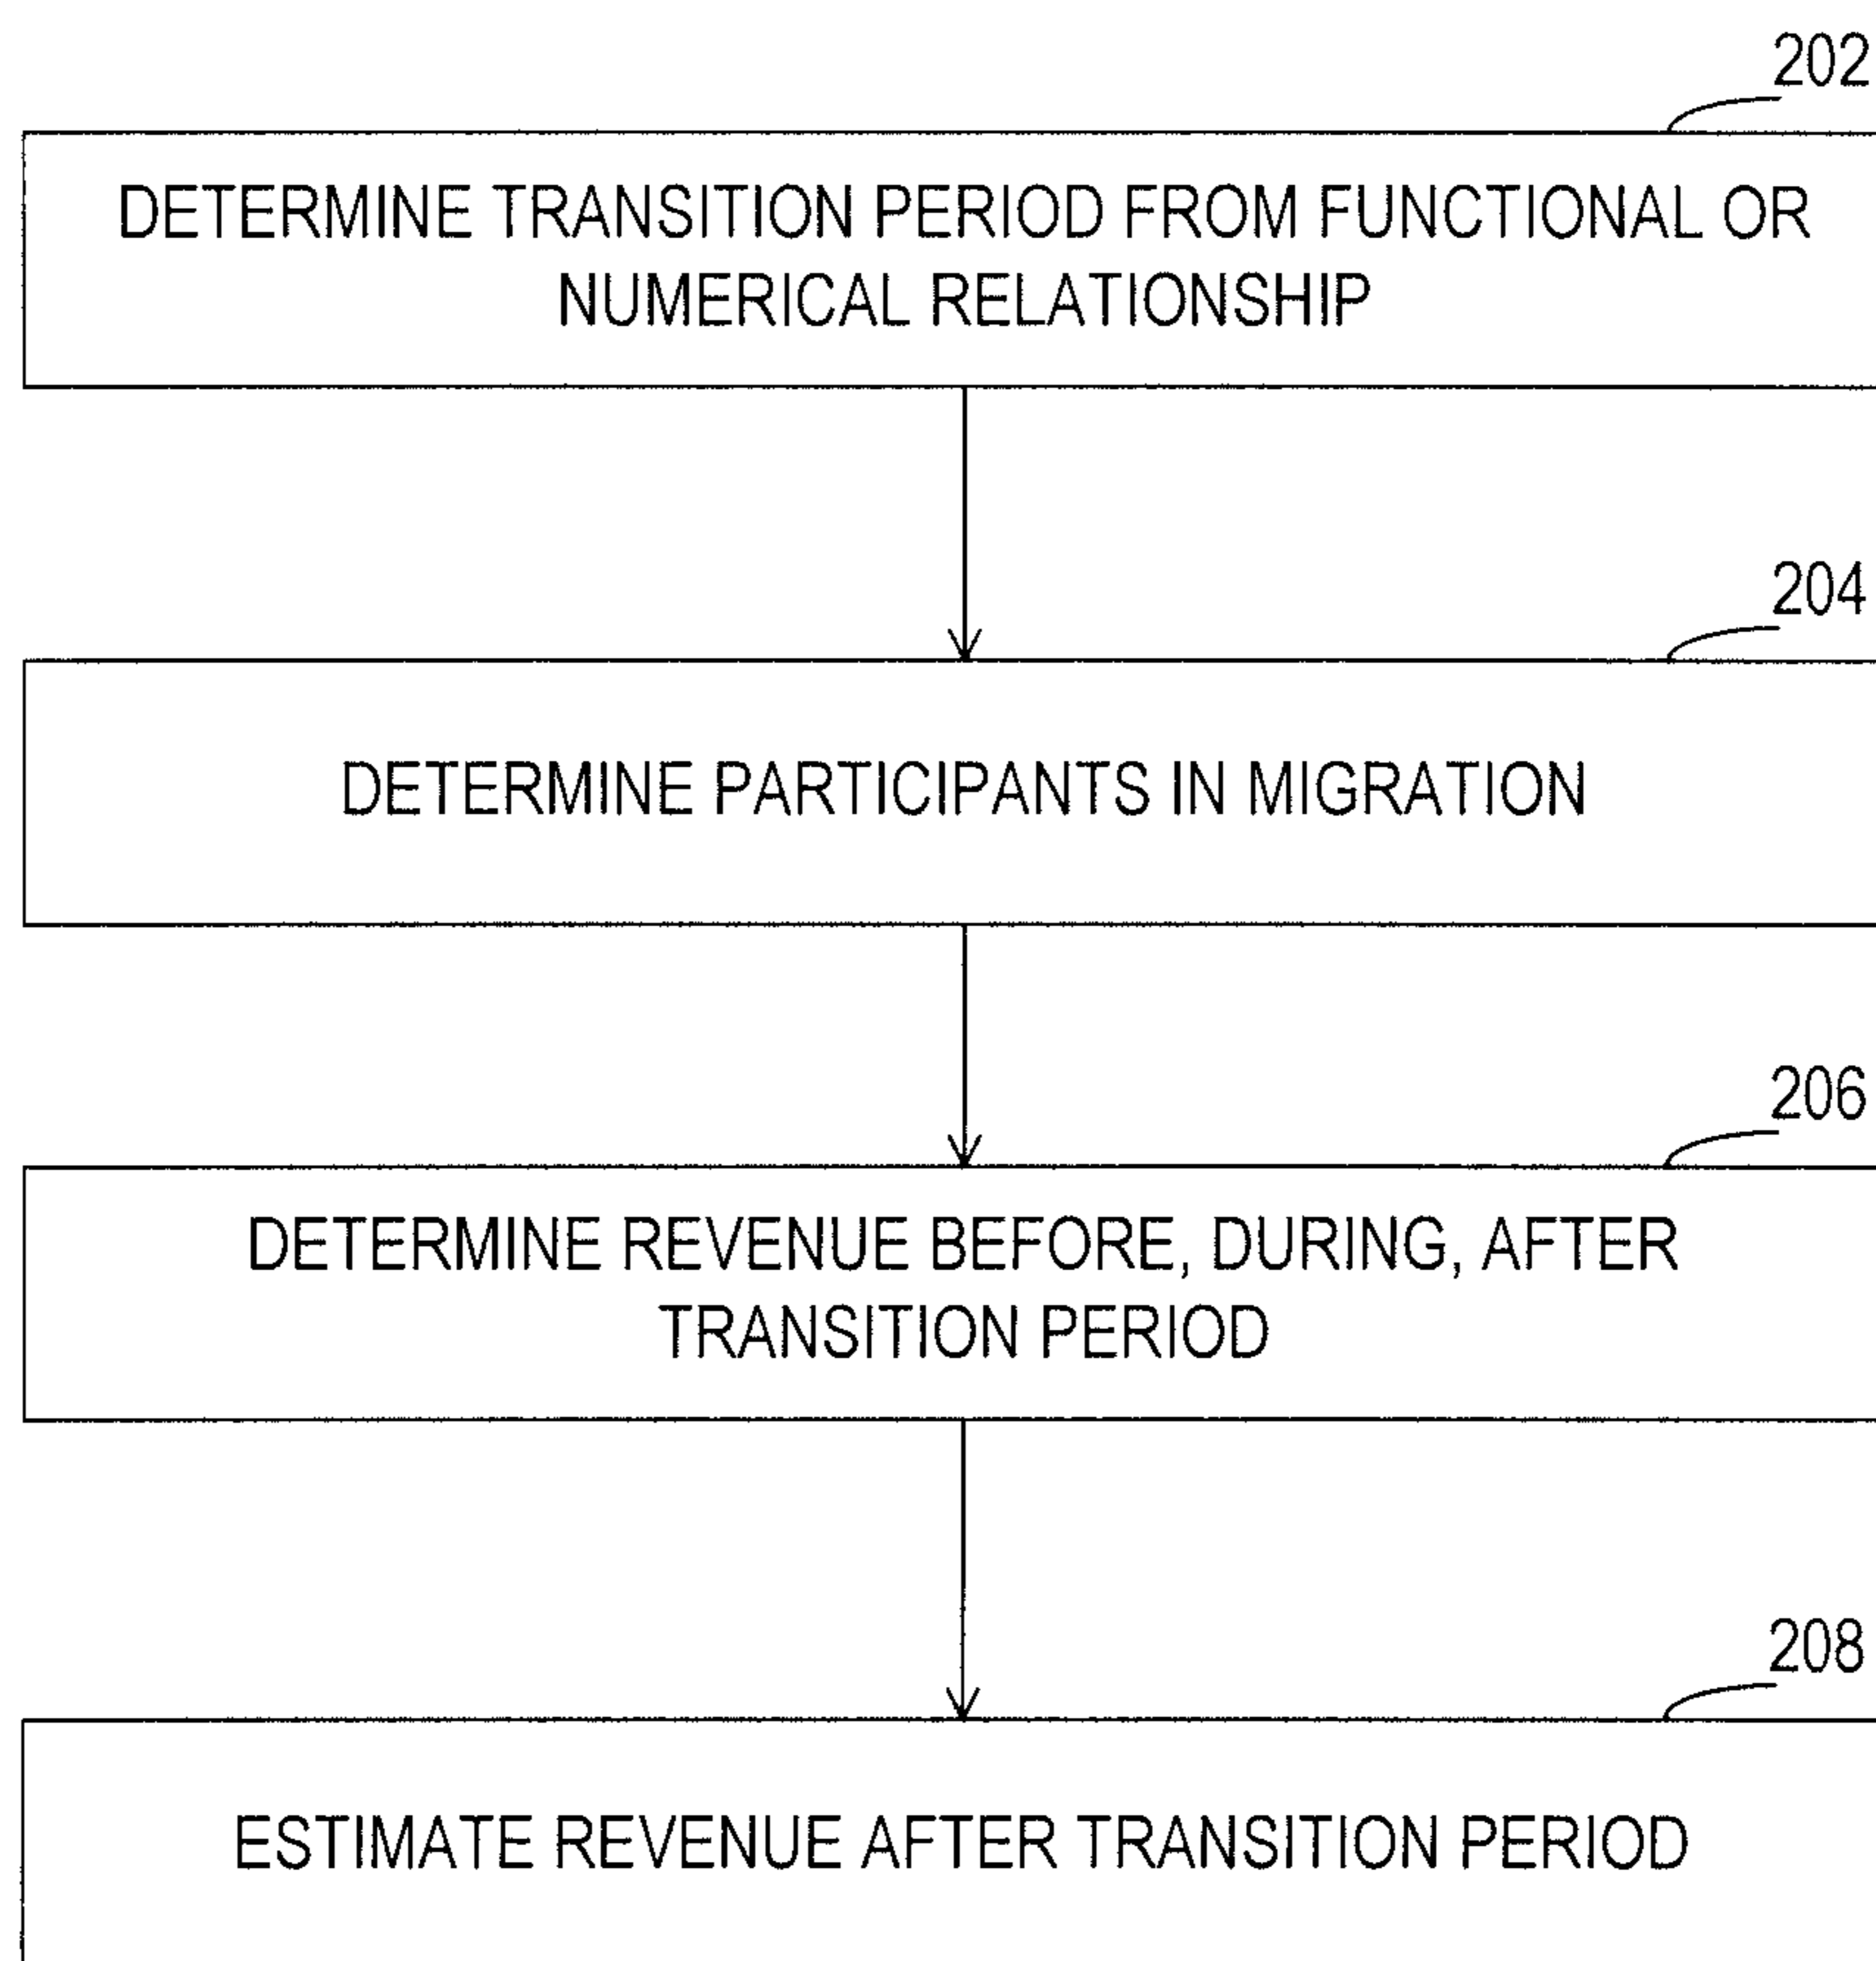 202
DETERMINE TRANSITION PERIOD FROM FUNCTIONAL OR
NUMERICAL RELATIONSHIP
204
DETERMINE PARTICIPANTS IN MIGRATION
206
DETERMINE REVENUE BEFORE, DURING, AFTER
TRANSITION PERIOD
208
ESTIMATE REVENUE AFTER TRANSITION PERIOD